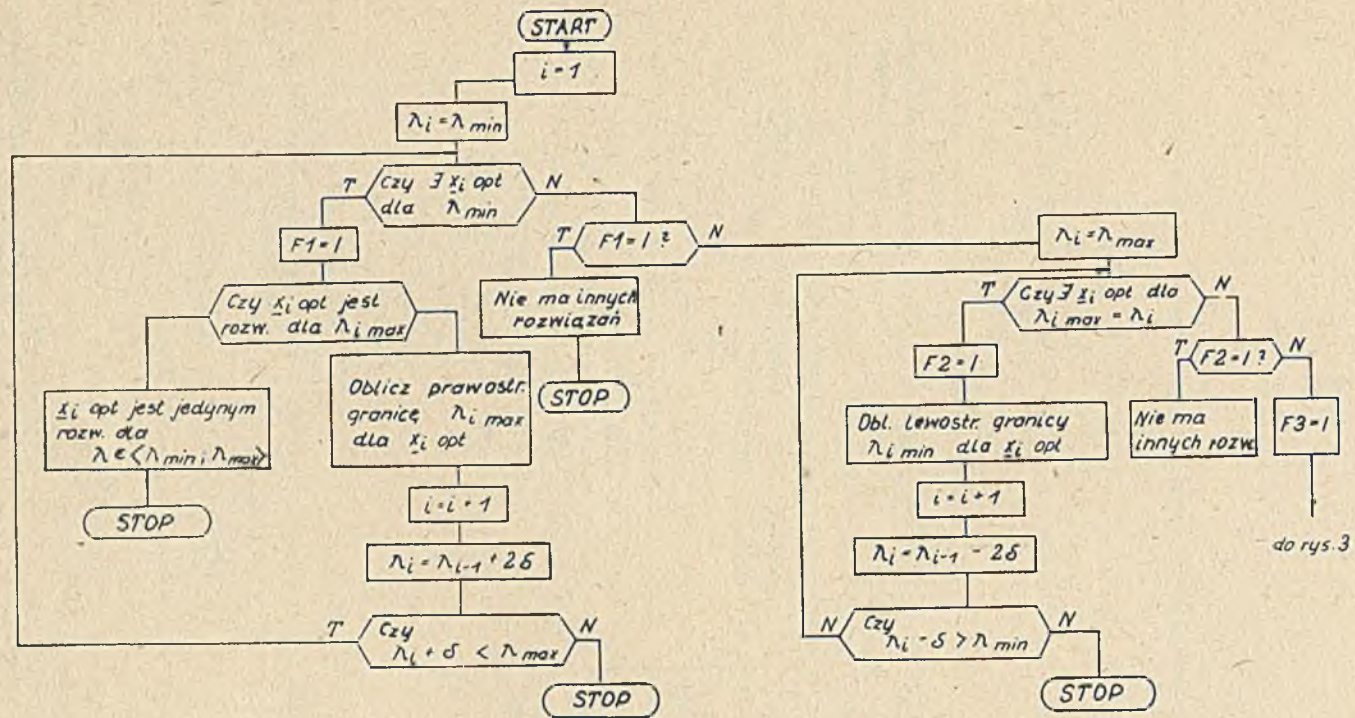 START
i = 1
λi = λmin
T
Czy ∃ xi opt
dla λmin
N
F1 = 1
T
F1 = 1 ?
N
λi = λmax
Czy xi opt jest
rozw. dla λi max
Nie ma innych
rozwiązań
STOP
T
Czy ∃ xi opt dla
λi max = λi
N
xi opt jest jedynym
rozw. dla
λ ∈ <λmin; λmax>
STOP
Oblicz prawostr.
granicę λi max
dla xi opt
F2 = 1
T
F2 = 1 ?
N
Obl. lewostr. granicy
λi min dla xi opt
Nie ma
innych rozw.
F3 = 1
do rys. 3
i = i + 1
i = i + 1
λi = λi-1 + 2δ
λi = λi-1 - 2δ
T
Czy
λi + δ < λmax
N
STOP
N
Czy
λi - δ > λmin
N
STOP